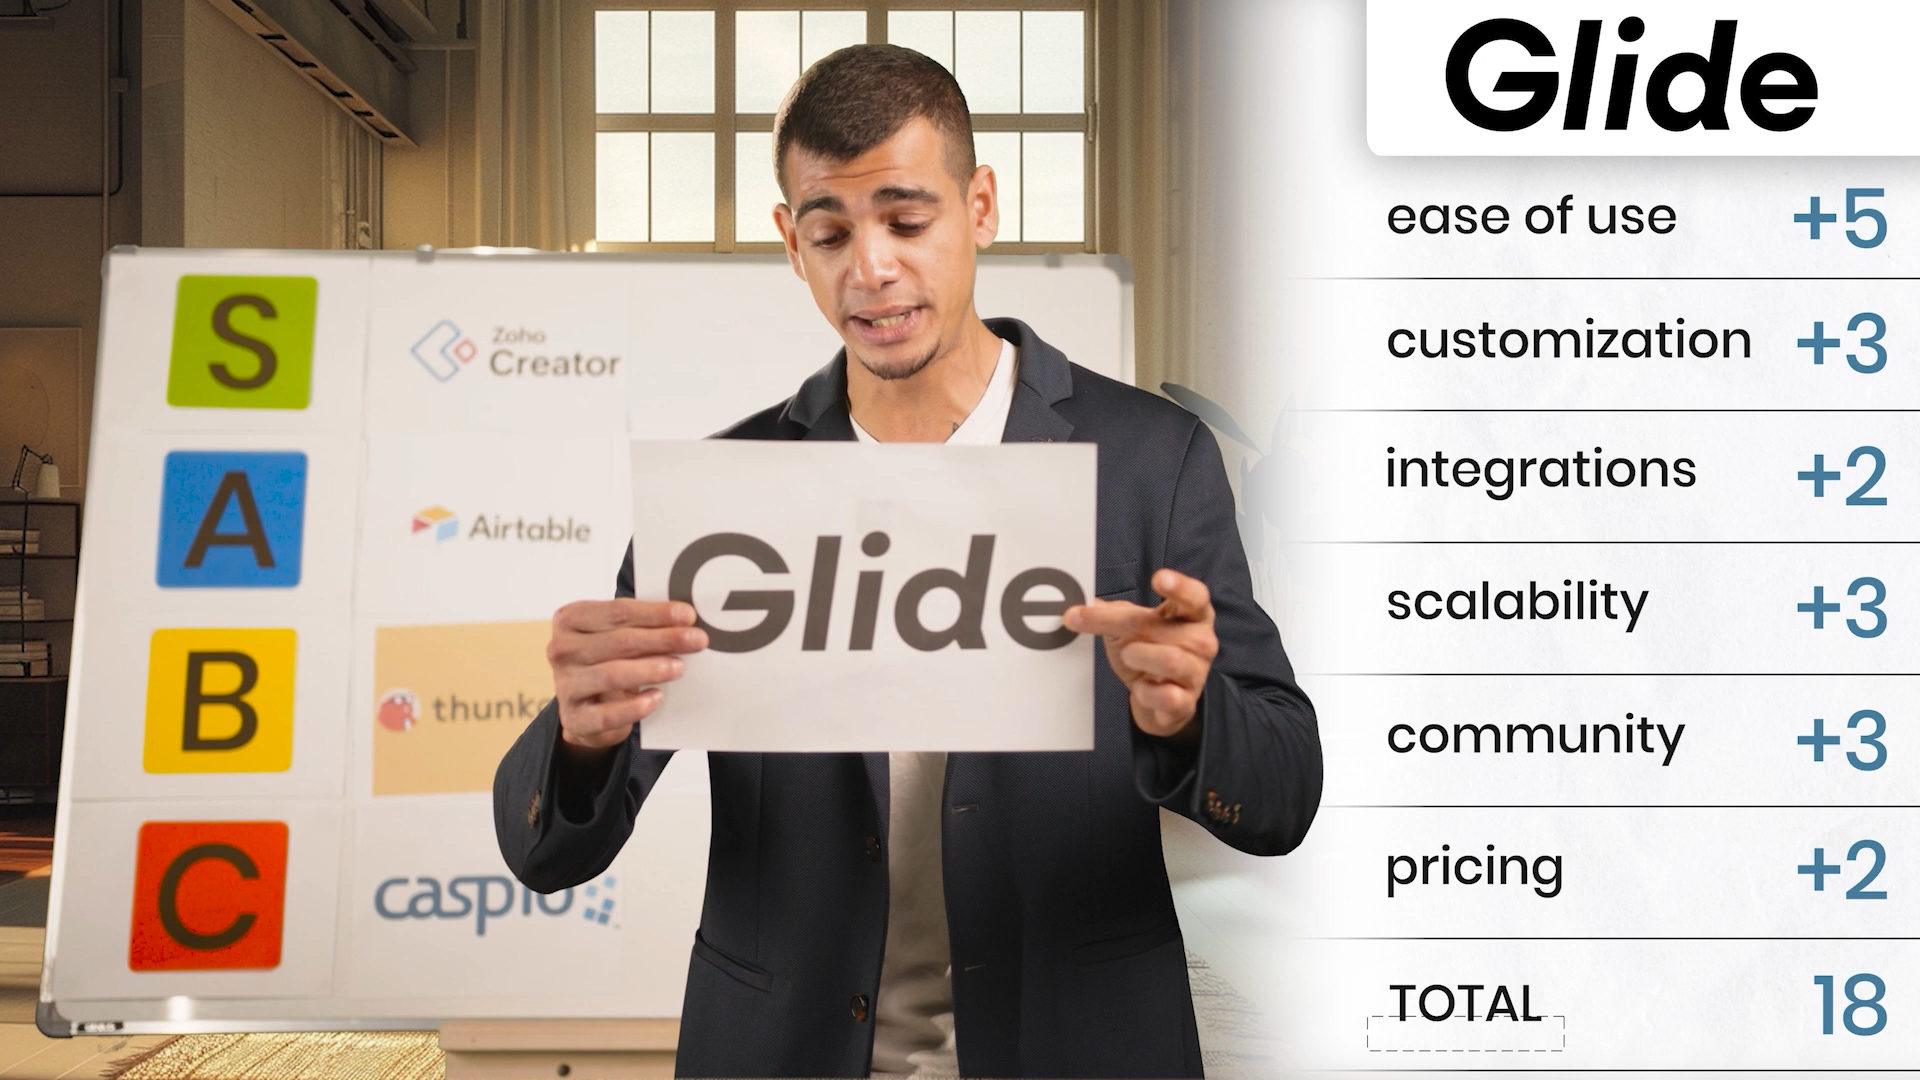 S
Zoho
Creator
A
Airtable
B
C
caspio
Glide
Glide
ease of use +5
customization +3
integrations +2
scalability +3
community +3
pricing +2
TOTAL 18